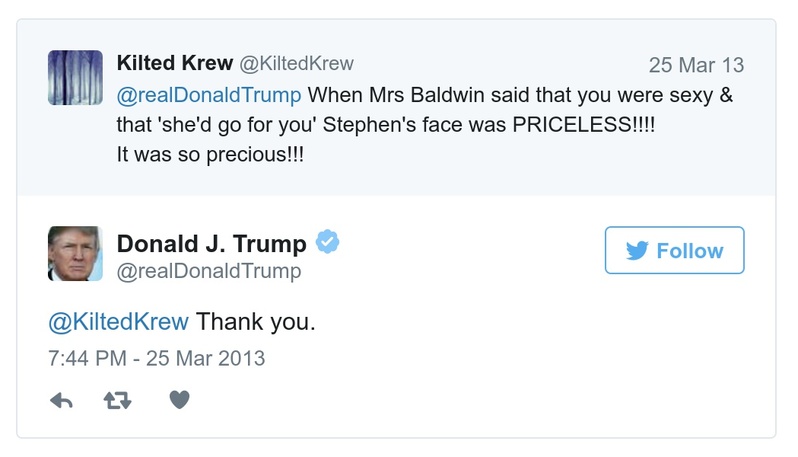 Kilted Krew @KiltedKrew 25 Mar 13
@realDonaldTrump When Mrs Baldwin said that you were sexy &
that 'she'd go for you' Stephen's face was PRICELESS!!!!
It was so precious!!!
Donald J. Trump
@realDonaldTrump
Follow
@KiltedKrew Thank you.
7:44 PM - 25 Mar 2013